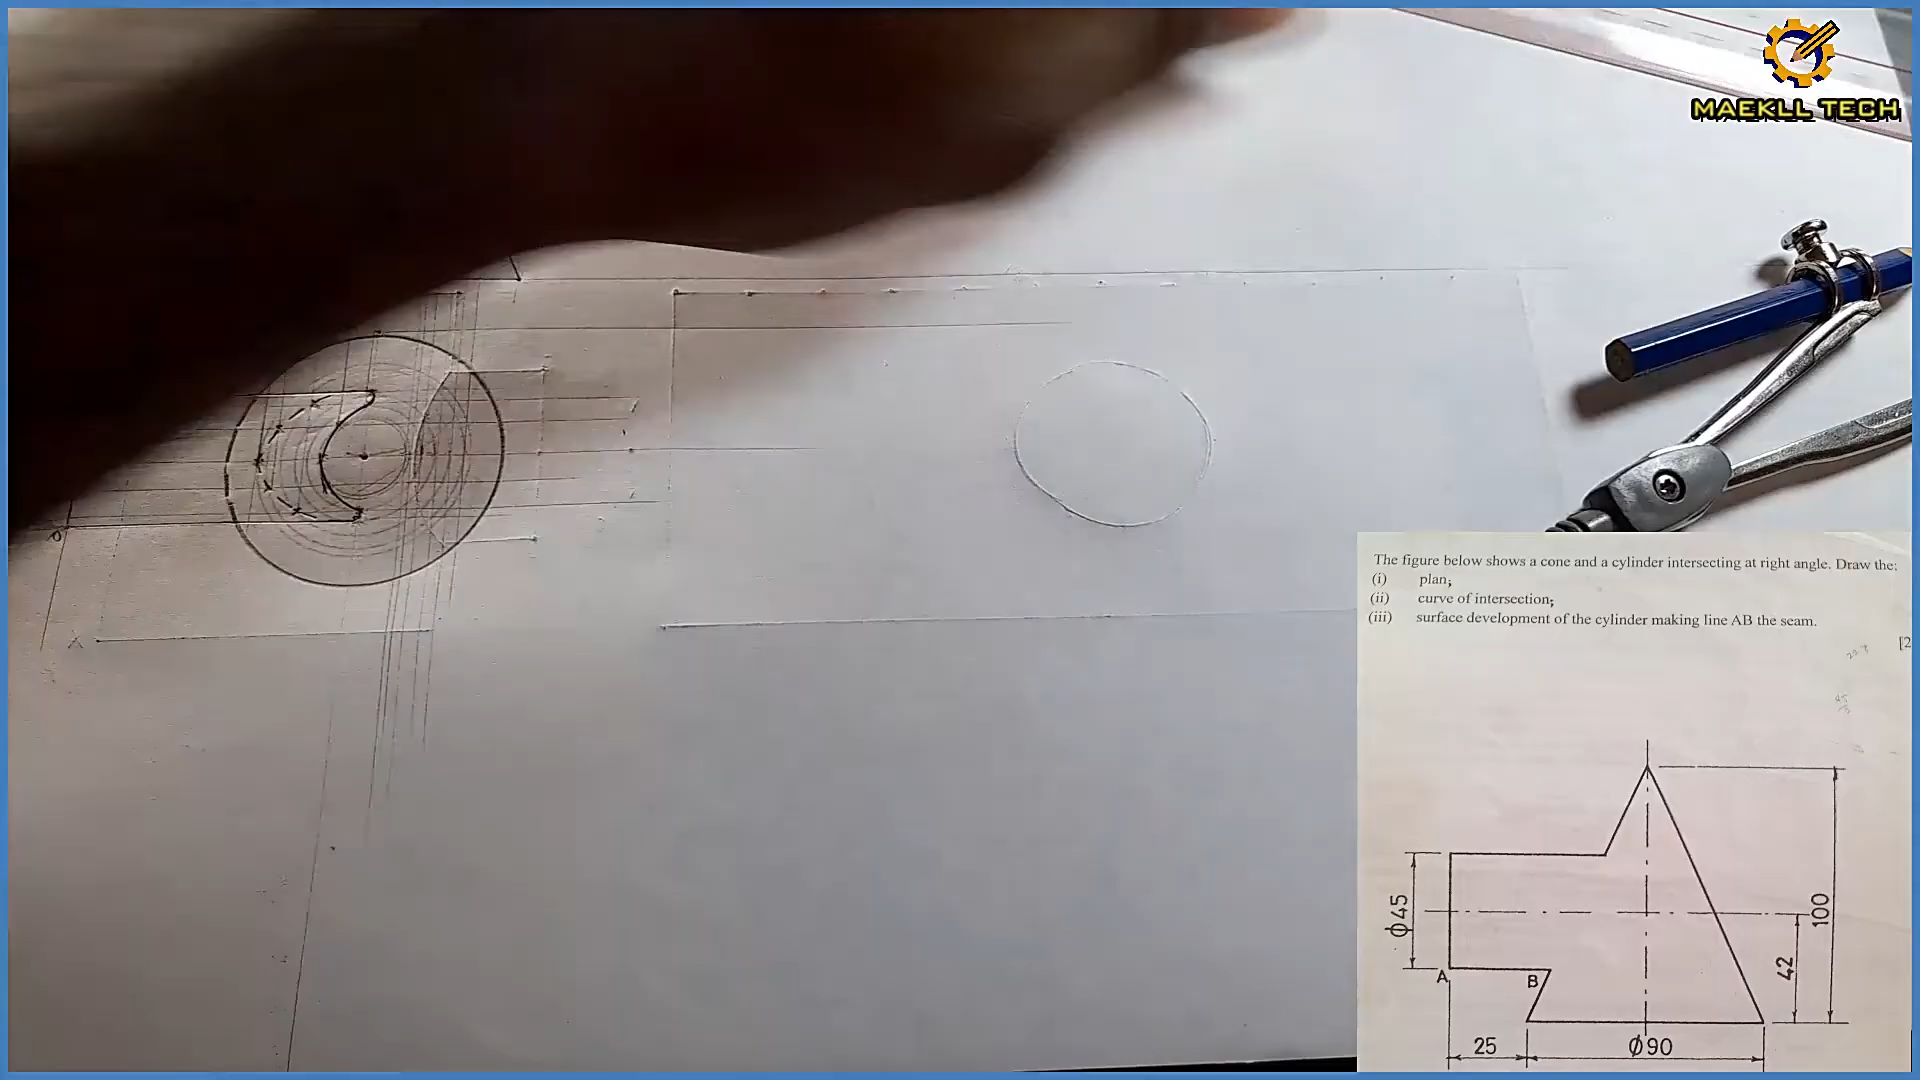 MAEKLL TECH
The figure below shows a cone and a cylinder intersecting at right angle. Draw the:
(i) plan;
(ii) curve of intersection;
(iii) surface development of the cylinder making line AB the seam.
[2
ϕ45
100
42
A
B
25
Ø90